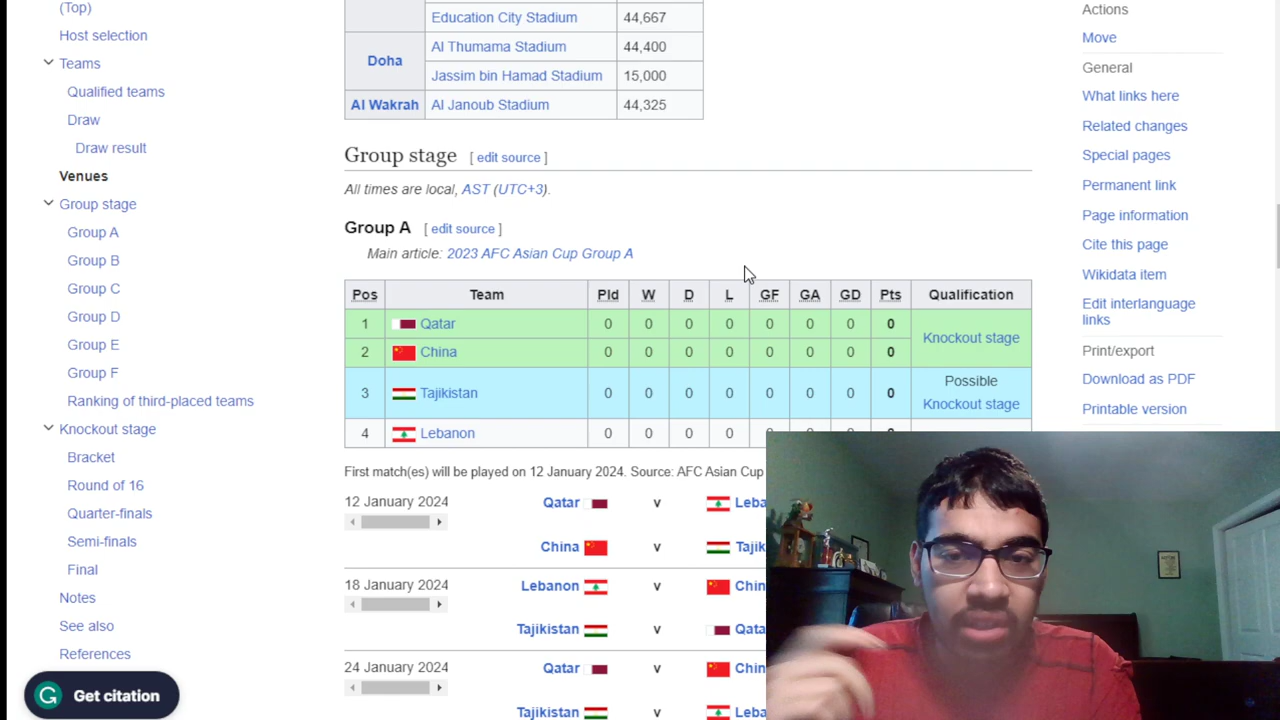 (Top)
Host selection
Teams
Qualified teams
Draw
Draw result
Venues
Group stage
Group A
Group B
Group C
Group D
Group E
Group F
Ranking of third-placed teams
Knockout stage
Bracket
Round of 16
Quarter-finals
Semi-finals
Final
Notes
See also
References
Get citation
Education City Stadium 44,667
Doha Al Thumama Stadium 44,400
Jassim bin Hamad Stadium 15,000
Al Wakrah Al Janoub Stadium 44,325
Group stage [ edit source ]
All times are local, AST (UTC+3).
Group A [ edit source ]
Main article: 2023 AFC Asian Cup Group A
Pos Team Pld W D L GF GA GD Pts Qualification
1 Qatar 0 0 0 0 0 0 0 0 Knockout stage
2 China 0 0 0 0 0 0 0 0
3 Tajikistan 0 0 0 0 0 0 0 0 Possible
Knockout stage
4 Lebanon 0 0 0 0 0 0 0 0
First match(es) will be played on 12 January 2024. Source: AFC Asian Cup
12 January 2024 Qatar v Leba
China v Tajik
18 January 2024 Lebanon v Chin
Tajikistan v Qata
24 January 2024 Qatar v Chin
Tajikistan v Leba
Actions
Move
General
What links here
Related changes
Special pages
Permanent link
Page information
Cite this page
Wikidata item
Edit interlanguage
links
Print/export
Download as PDF
Printable version